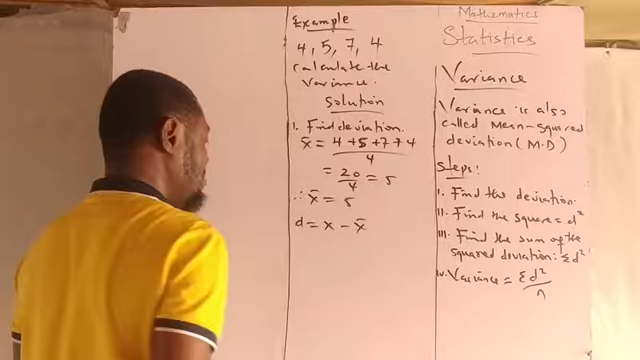 Mathematics
Statistics
Variance
Variance is also
called Mean-squared
deviation (M.D)
Steps:
i. Find the deviation.
ii. Find the square = d²
iii. Find the sum of the
squared deviation: Σd²
iv. Variance = Σd²/n
Example
4, 5, 7, 4
Calculate the
Variance.
Solution
1. Find deviation.
x̄ = 4+5+7+4/4
= 20/4 = 5
∴ x̄ = 5
d = x - x̄